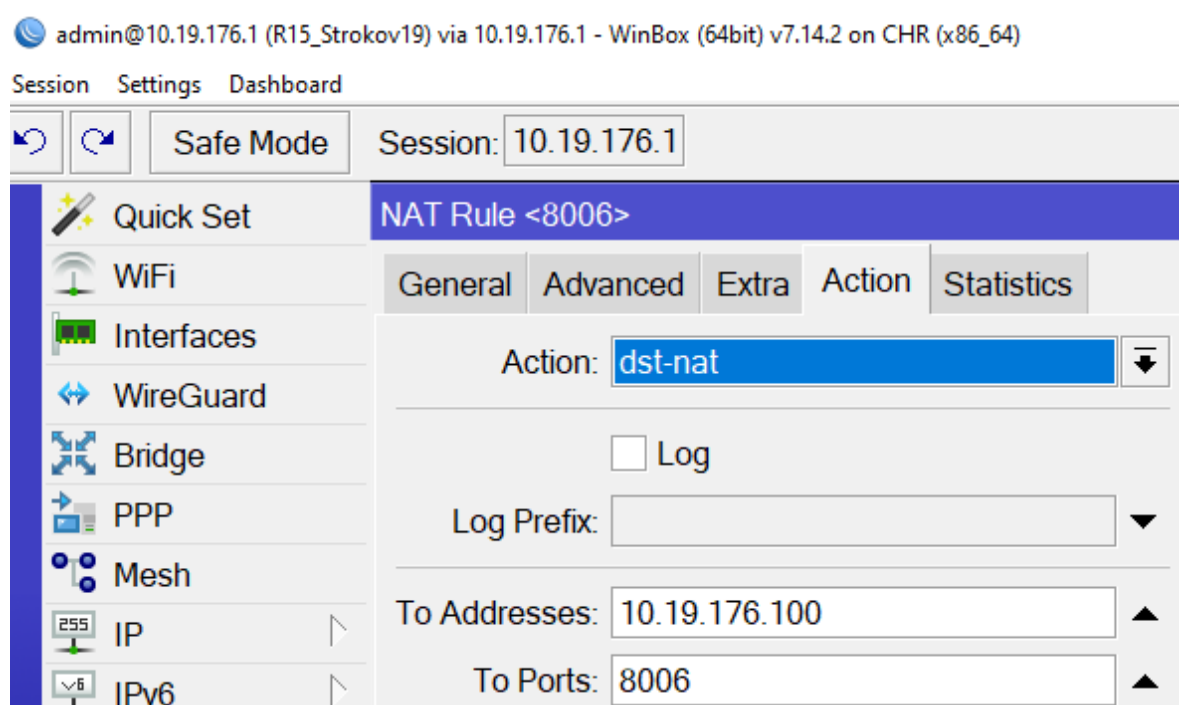 admin@10.19.176.1 (R15_Strokov19) via 10.19.176.1 - WinBox (64bit) v7.14.2 on CHR (x86_64)
Session Settings Dashboard
Safe Mode Session: 10.19.176.1
Quick Set
WiFi
Interfaces
WireGuard
Bridge
PPP
Mesh
255 IP
v6 IPv6
NAT Rule <8006>
General Advanced Extra Action Statistics
Action: dst-nat
Log
Log Prefix:
To Addresses: 10.19.176.100
To Ports: 8006